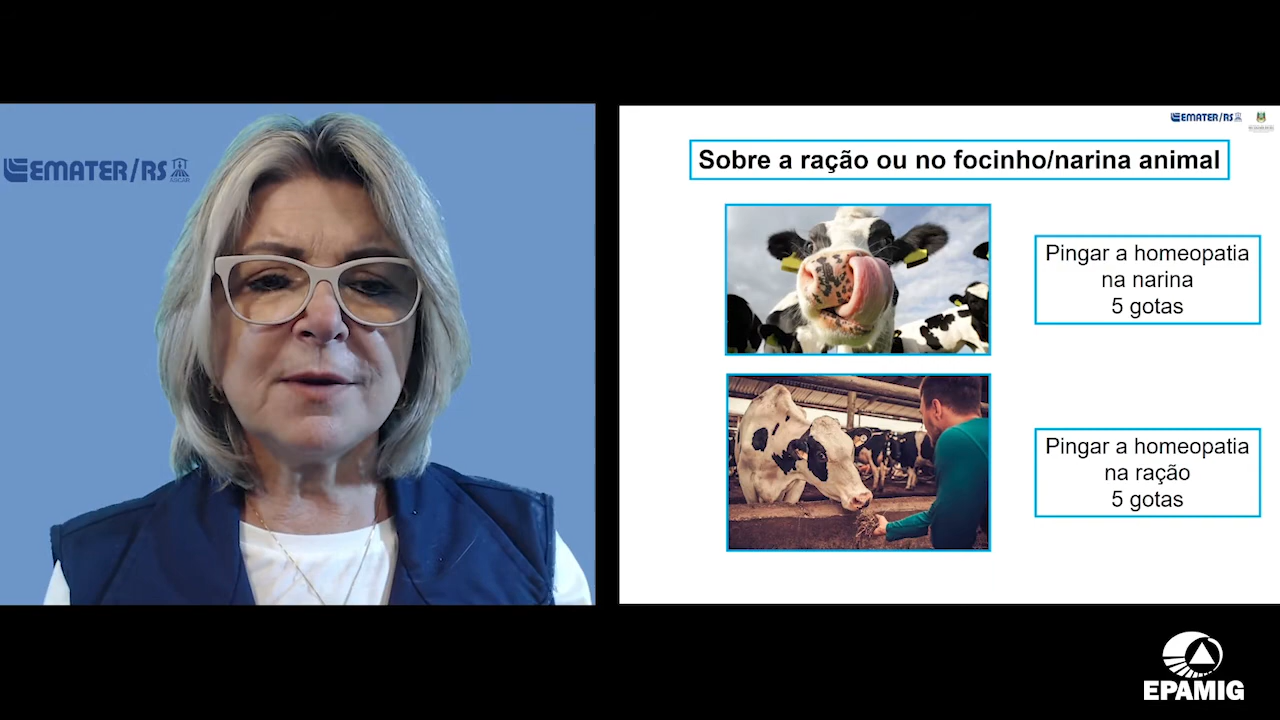 EMATER/RS
ASCAR
EMATER/RS
Sobre a ração ou no focinho/narina animal
Pingar a homeopatia
na narina
5 gotas
Pingar a homeopatia
na ração
5 gotas
EPAMIG